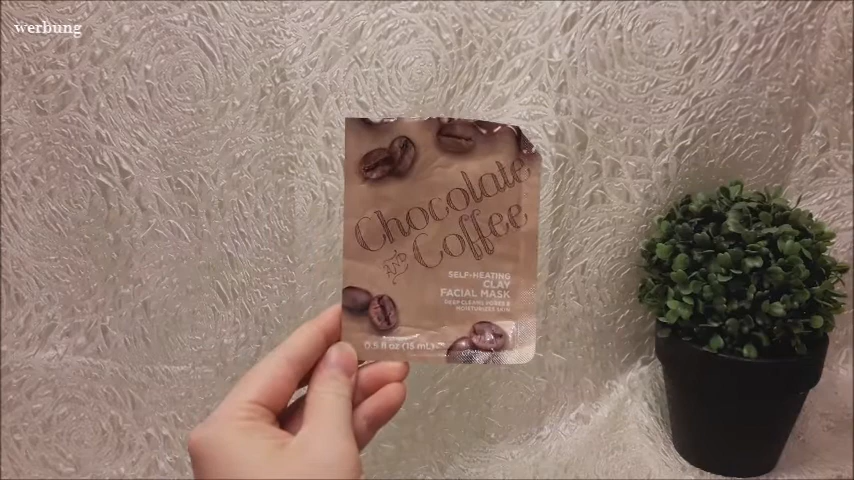 werbung
Chocolate
AND
Coffee
SELF-HEATING
CLAY
FACIAL MASK
DEEP CLEANS PORES &
MOISTURIZES SKIN
0.5 fl oz (15 mL)